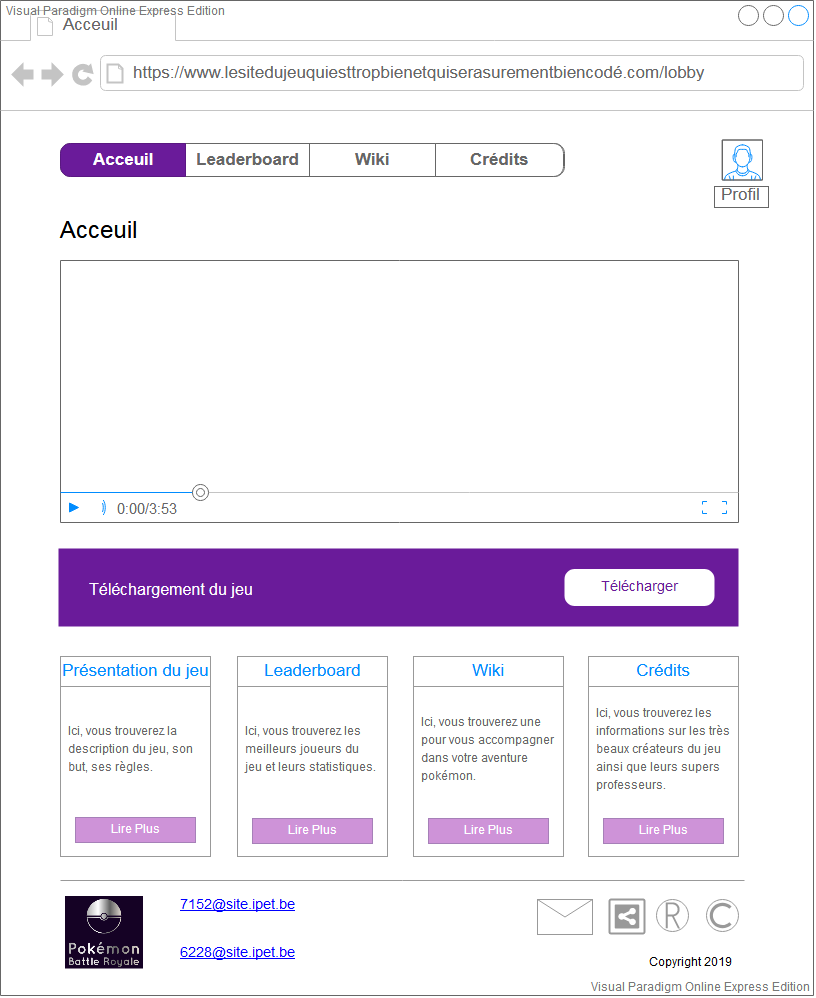 Visual Paradigm Online Express Edition
Acceuil
https://www.lesitedujeuquiesttropbienetquiserasurementbiencodé.com/lobby
Acceuil Leaderboard Wiki Crédits
Profil
Acceuil
0:00/3:53
Téléchargement du jeu
Télécharger
Présentation du jeu
Ici, vous trouverez la
description du jeu, son
but, ses règles.
Lire Plus
Leaderboard
Ici, vous trouverez les
meilleurs joueurs du
jeu et leurs statistiques.
Lire Plus
Wiki
Ici, vous trouverez une
pour vous accompagner
dans votre aventure
pokémon.
Lire Plus
Crédits
Ici, vous trouverez les
informations sur les très
beaux créateurs du jeu
ainsi que leurs supers
professeurs.
Lire Plus
Pokémon
Battle Royale
7152@site.ipet.be
6228@site.ipet.be
R
C
Copyright 2019
Visual Paradigm Online Express Edition